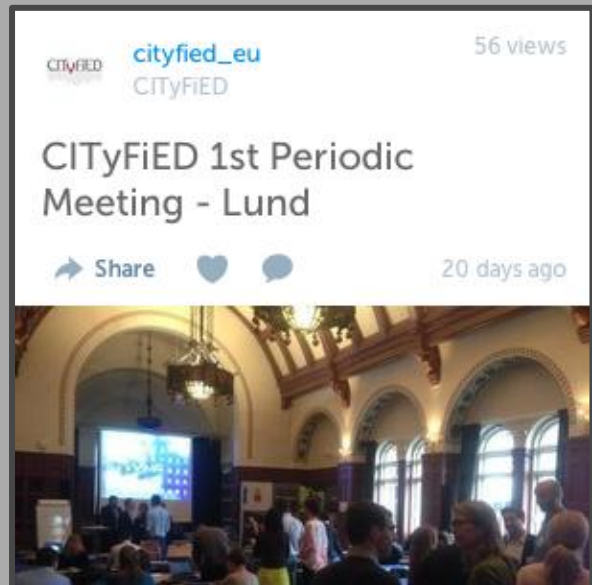 CITyFiED
cityfied_eu
56 views
CITyFiED
CITyFiED 1st Periodic
Meeting - Lund
Share
20 days ago